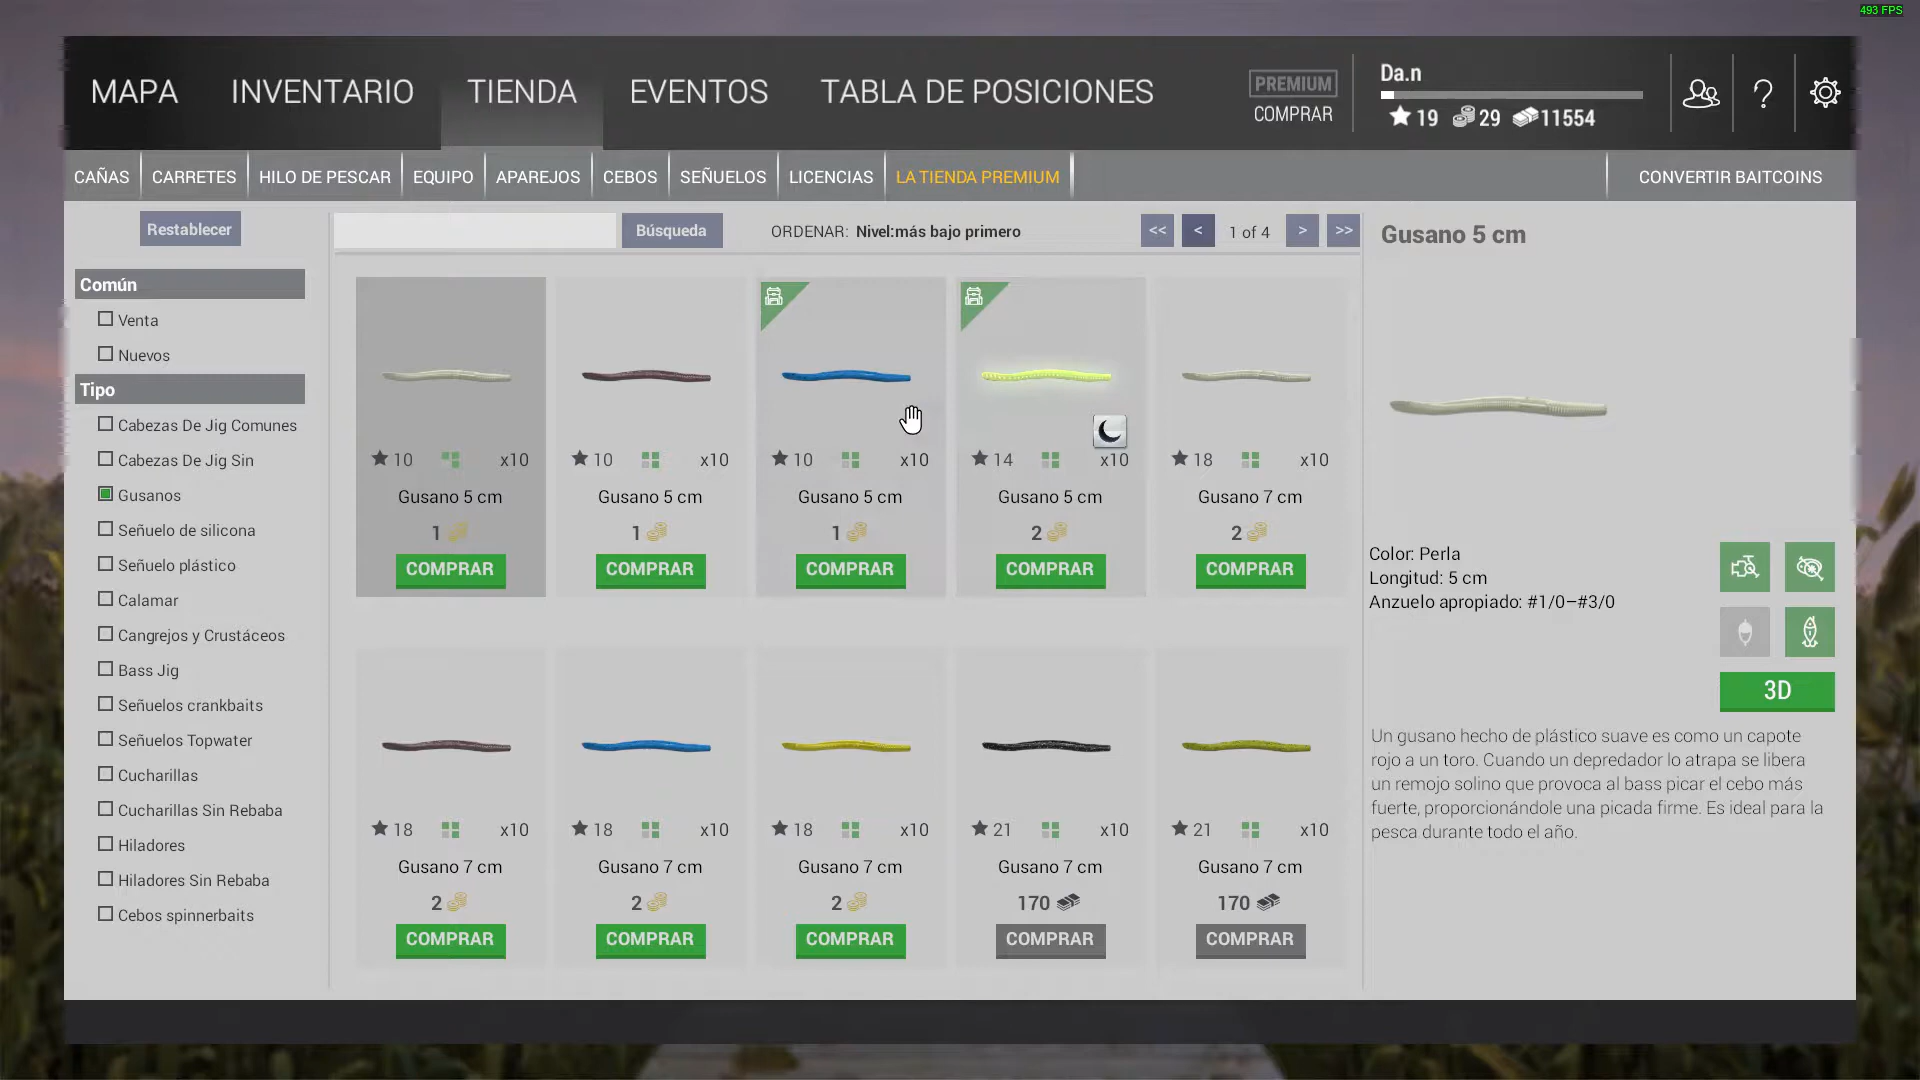 493 FPS
MAPA
INVENTARIO
TIENDA
EVENTOS
TABLA DE POSICIONES
PREMIUM
COMPRAR
Da.n
19
29
11554
CAÑAS
CARRETES
HILO DE PESCAR
EQUIPO
APAREJOS
CEBOS
SEÑUELOS
LICENCIAS
LA TIENDA PREMIUM
CONVERTIR BAITCOINS
Restablecer
Búsqueda
ORDENAR: Nivel:más bajo primero
<<
<
1 of 4
>
>>
Común
Venta
Nuevos
Tipo
Cabezas De Jig Comunes
Cabezas De Jig Sin
Gusanos
Señuelo de silicona
Señuelo plástico
Calamar
Cangrejos y Crustáceos
Bass Jig
Señuelos crankbaits
Señuelos Topwater
Cucharillas
Cucharillas Sin Rebaba
Hiladores
Hiladores Sin Rebaba
Cebos spinnerbaits
10 x10
Gusano 5 cm
1
COMPRAR
10 x10
Gusano 5 cm
1
COMPRAR
10 x10
Gusano 5 cm
1
COMPRAR
14 x10
Gusano 5 cm
2
COMPRAR
18 x10
Gusano 7 cm
2
COMPRAR
18 x10
Gusano 7 cm
2
COMPRAR
18 x10
Gusano 7 cm
2
COMPRAR
18 x10
Gusano 7 cm
2
COMPRAR
21 x10
Gusano 7 cm
170
COMPRAR
21 x10
Gusano 7 cm
170
COMPRAR
Gusano 5 cm
Color: Perla
Longitud: 5 cm
Anzuelo apropiado: #1/0–#3/0
3D
Un gusano hecho de plástico suave es como un capote
rojo a un toro. Cuando un depredador lo atrapa se libera
un remojo solino que provoca al bass picar el cebo más
fuerte, proporcionándole una picada firme. Es ideal para la
pesca durante todo el año.